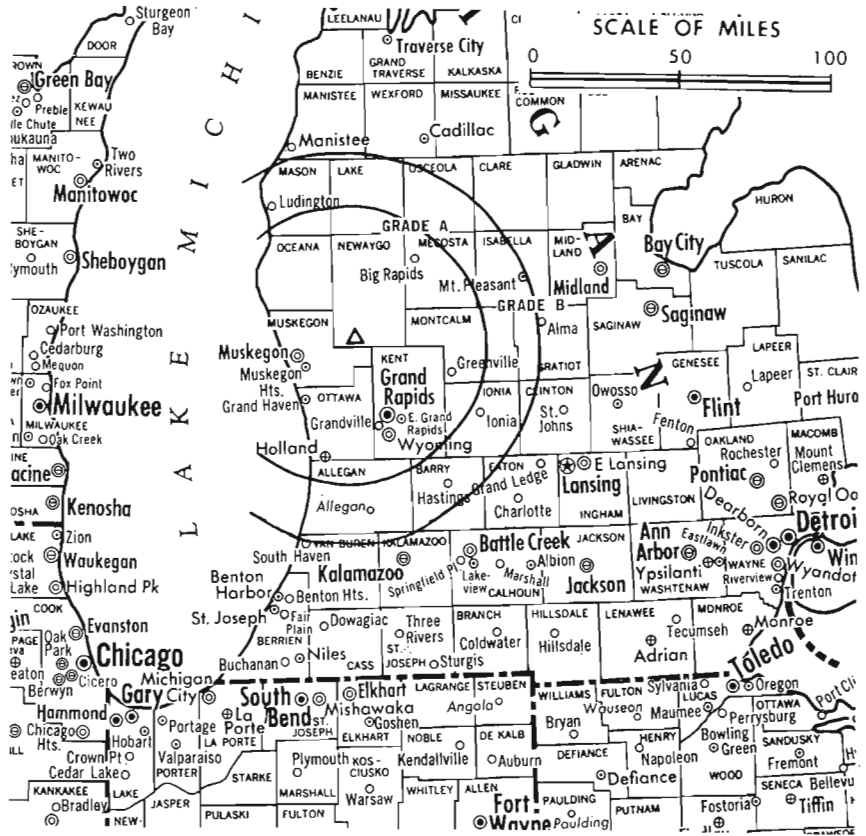 Sturgeon
Bay
DOOR
LEELANAU
Traverse City
SCALE OF MILES
0 50 100
Green Bay
Preble
KEWAU
NEE
BENZIE
GRAND
TRAVERSE
KALKASKA
MANISTEE
WEXFORD
MISSAUKEE
COMMON
Manistee
Cadillac
MANITO-
WOC
Two
Rivers
Manitowoc
MASON
LAKE
OSCEOLA
CLARE
GLADWIN
ARENAC
Ludington
GRADE A
HURON
SHE-
BOYGAN
Sheboygan
OCEANA
NEWAYGO
MECOSTA
ISABELLA
MID-
LAND
BAY
Bay City
Big Rapids
Mt. Pleasant
Midland
TUSCOLA
SANILAC
GRADE B
OZAUKEE
Port Washington
Cedarburg
Mequon
Fox Point
Milwaukee
MILWAUKEE
Oak Creek
MUSKEGON
MONTCALM
Alma
SAGINAW
Saginaw
Muskegon
Muskegon
Hts.
Grand Haven
KENT
Grand
Rapids
Greenville
GRATIOT
GENESEE
LAPEER
Lapeer
ST. CLAIR
OTTAWA
Grandville
E. Grand
Rapids
Wyoming
IONIA
Ionia
CLINTON
St.
Johns
Owosso
SHIA-
WASSEE
Flint
Fenton
Holland
LAKE MICHI
G
A
N
OAKLAND
Rochester
MACOMB
Mount
Clemens
Kenosha
ALLEGAN
Allegan
BARRY
Hastings
EATON
Grand Ledge
Charlotte
E Lansing
Lansing
INGHAM
LIVINGSTON
Pontiac
LAKE
Zion
Waukegan
Highland Pk
South Haven
VAN BUREN
KALAMAZOO
Kalamazoo
Battle Creek
Springfield Pl.
Lake-
view
Marshall
Albion
CALHOUN
JACKSON
Jackson
Ann
Arbor
Ypsilanti
WASHTENAW
Eastlawn
Inkster
Dearborn
WAYNE
Riverview
Trenton
COOK
Evanston
Oak
Park
Chicago
Cicero
Berwyn
Benton
Harbor
Benton Hts.
St. Joseph
Fair
Plain
BERRIEN
Dowagiac
CASS
Three
Rivers
ST.
JOSEPH
Sturgis
BRANCH
Coldwater
HILLSDALE
Hillsdale
LENAWEE
Adrian
Tecumseh
MONROE
Monroe
Buchanan
Niles
Michigan
City
Gary
South
Bend
ST.
JOSEPH
Elkhart
Mishawaka
Goshen
ELKHART
LAGRANGE
STEUBEN
Angola
WILLIAMS
Bryan
FULTON
Wauseon
Sylvania
LUCAS
Maumee
Toledo
Oregon
Perrysburg
OTTAWA
Hammond
Chicago
Hts.
Hobart
Crown
Pt
Cedar Lake
Portage
Valparaiso
PORTER
La
Porte
LA PORTE
STARKE
Plymouth
MARSHALL
KOS-
CIUSKO
Warsaw
NOBLE
Kendallville
DE KALB
Auburn
DEFIANCE
Defiance
HENRY
Napoleon
Bowling
Green
WOOD
SANDUSKY
Fremont
KANKAKEE
Bradley
LAKE
NEW-
JASPER
PULASKI
FULTON
WHITLEY
ALLEN
Fort
Wayne
PAULDING
Paulding
PUTNAM
Fostoria
SENECA
Tiffin